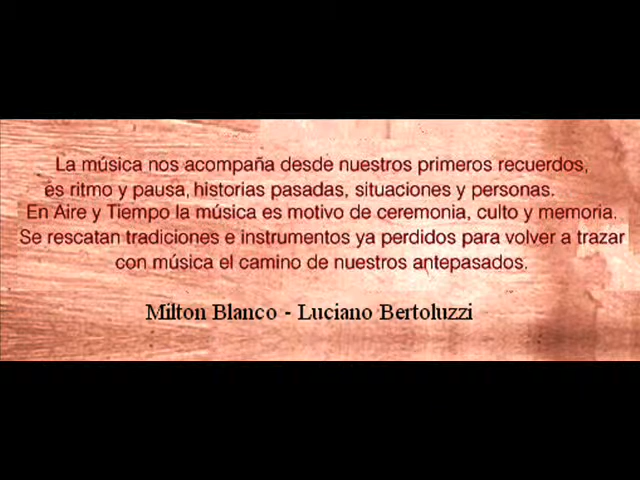 La música nos acompaña desde nuestros primeros recuerdos,
es ritmo y pausa, historias pasadas, situaciones y personas.
En Aire y Tiempo la música es motivo de ceremonia, culto y memoria.
Se rescatan tradiciones e instrumentos ya perdidos para volver a trazar
con música el camino de nuestros antepasados.
Milton Blanco - Luciano Bertoluzzi